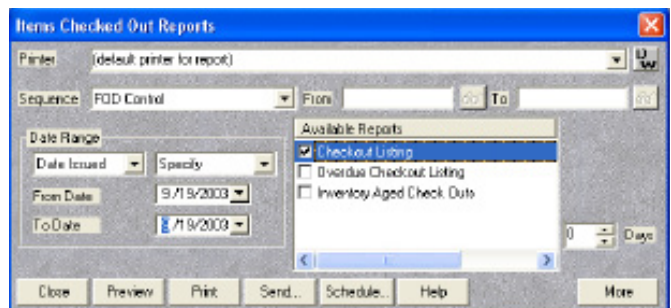 Items Checked Out Reports
Printer (default printer for report)
Sequence FOD Control From To
Date Range
Date Issued Specify
From Date 9/19/2003
To Date 9/19/2003
Available Reports
Checkout Listing
Overdue Checkout Listing
Inventory Aged Check Outs
0 Days
Close Preview Print Send... Schedule... Help More